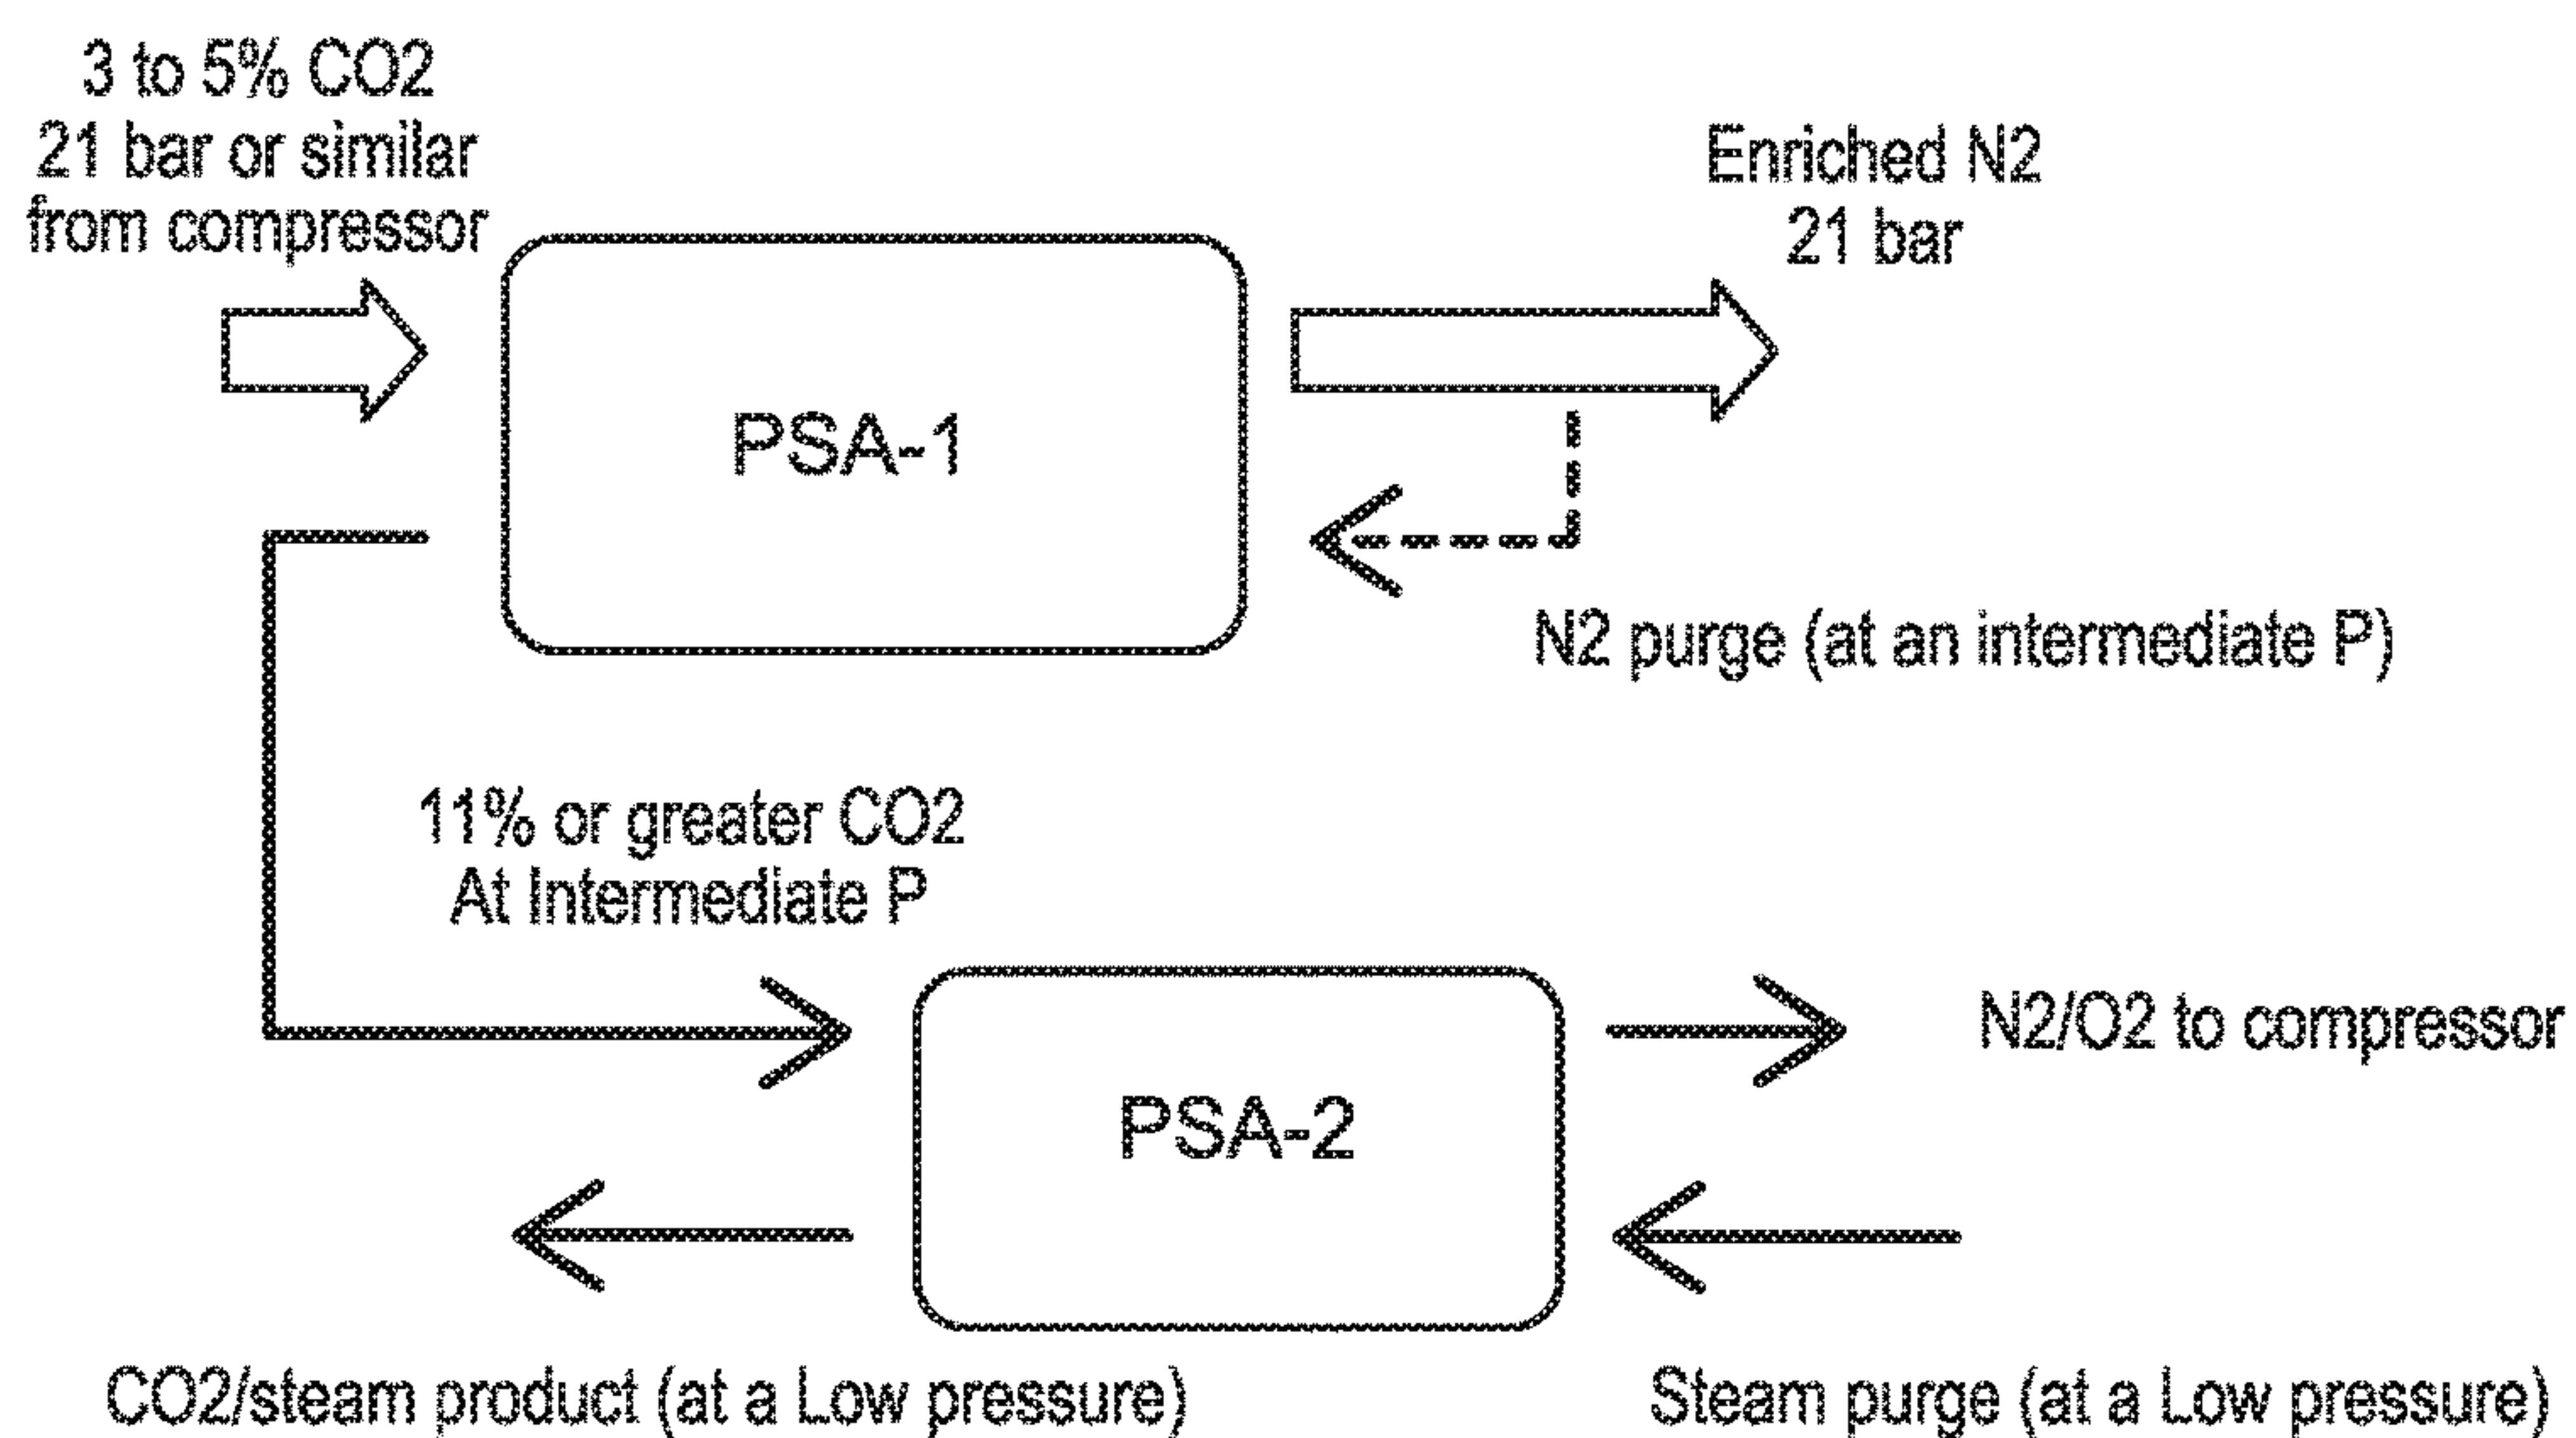 3 to 5% CO2
21 bar or similar
from compressor
Enriched N2
21 bar
PSA-1
N2 purge (at an intermediate P)
11% or greater CO2
At Intermediate P
N2/O2 to compressor
PSA-2
CO2/steam product (at a Low pressure)
Steam purge (at a Low pressure)